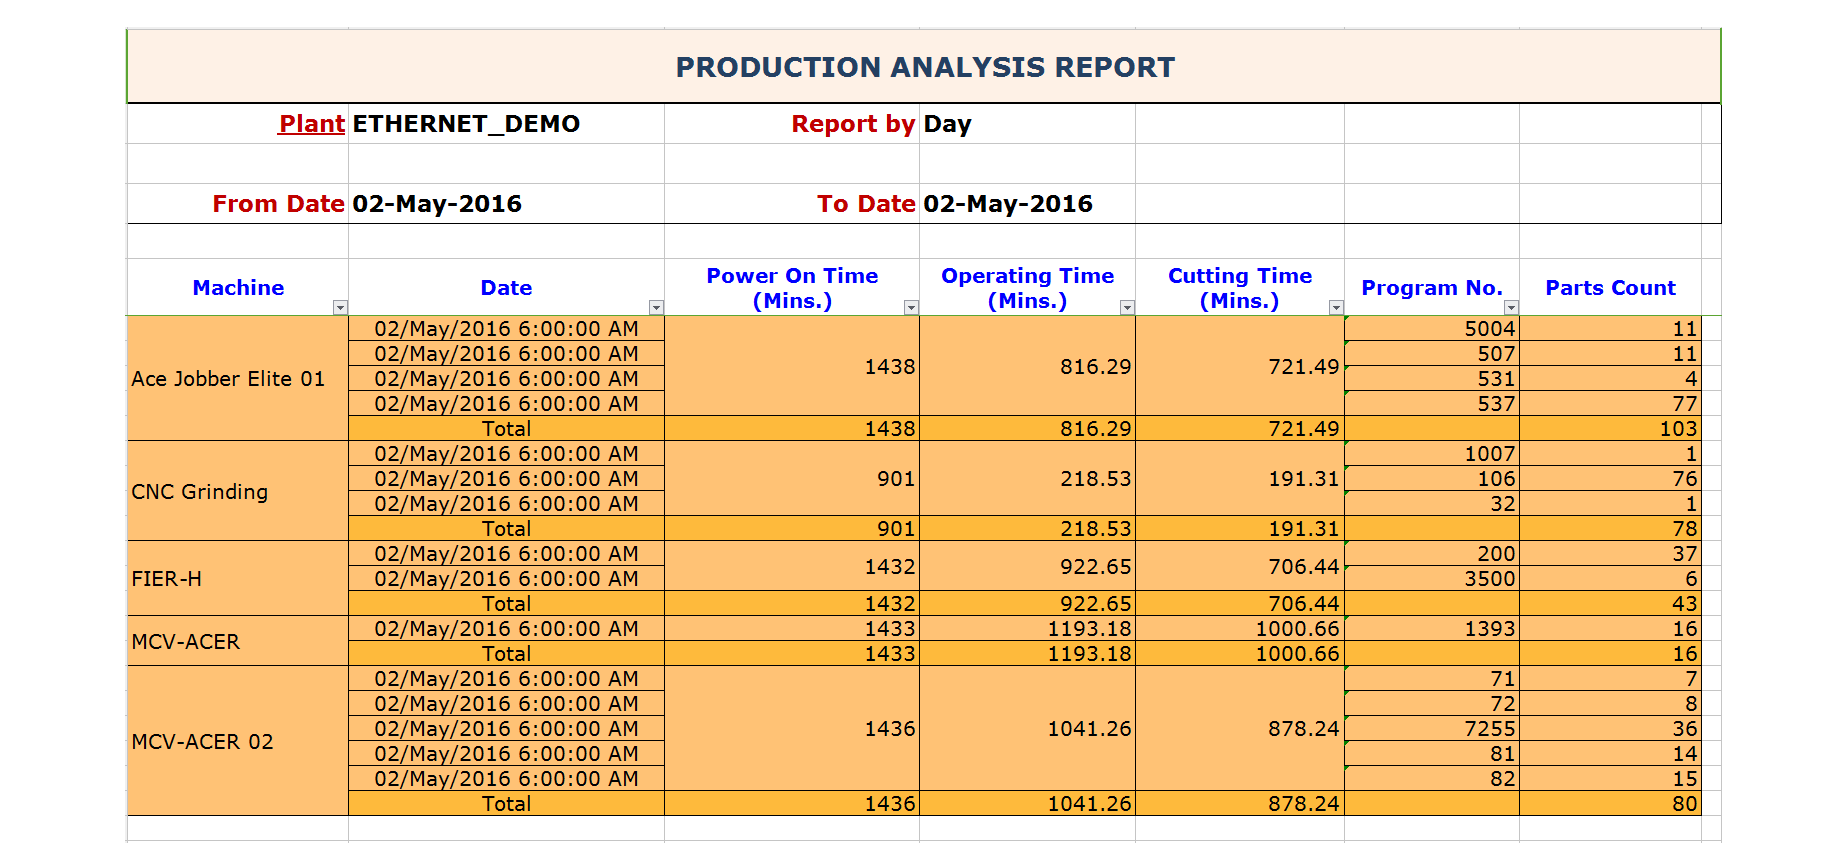 PRODUCTION ANALYSIS REPORT
Plant ETHERNET_DEMO Report by Day
From Date 02-May-2016 To Date 02-May-2016
Machine Date Power On Time (Mins.) Operating Time (Mins.) Cutting Time (Mins.) Program No. Parts Count
Ace Jobber Elite 01 02/May/2016 6:00:00 AM 1438 816.29 721.49 5004 11
02/May/2016 6:00:00 AM 507 11
02/May/2016 6:00:00 AM 531 4
02/May/2016 6:00:00 AM 537 77
Total 1438 816.29 721.49 103
CNC Grinding 02/May/2016 6:00:00 AM 901 218.53 191.31 1007 1
02/May/2016 6:00:00 AM 106 76
02/May/2016 6:00:00 AM 32 1
Total 901 218.53 191.31 78
FIER-H 02/May/2016 6:00:00 AM 1432 922.65 706.44 200 37
02/May/2016 6:00:00 AM 3500 6
Total 1432 922.65 706.44 43
MCV-ACER 02/May/2016 6:00:00 AM 1433 1193.18 1000.66 1393 16
Total 1433 1193.18 1000.66 16
MCV-ACER 02 02/May/2016 6:00:00 AM 1436 1041.26 878.24 71 7
02/May/2016 6:00:00 AM 72 8
02/May/2016 6:00:00 AM 7255 36
02/May/2016 6:00:00 AM 81 14
02/May/2016 6:00:00 AM 82 15
Total 1436 1041.26 878.24 80